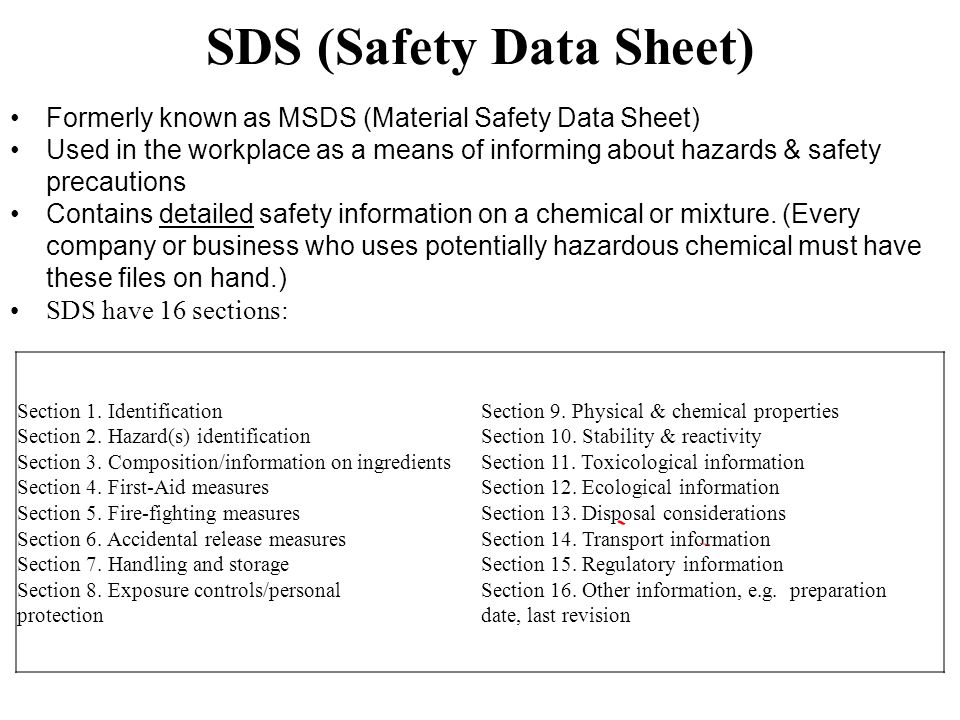 SDS (Safety Data Sheet)
• Formerly known as MSDS (Material Safety Data Sheet)
• Used in the workplace as a means of informing about hazards & safety
precautions
• Contains detailed safety information on a chemical or mixture. (Every
company or business who uses potentially hazardous chemical must have
these files on hand.)
• SDS have 16 sections:
Section 1. Identification
Section 2. Hazard(s) identification
Section 3. Composition/information on ingredients
Section 4. First-Aid measures
Section 5. Fire-fighting measures
Section 6. Accidental release measures
Section 7. Handling and storage
Section 8. Exposure controls/personal
protection
Section 9. Physical & chemical properties
Section 10. Stability & reactivity
Section 11. Toxicological information
Section 12. Ecological information
Section 13. Disposal considerations
Section 14. Transport information
Section 15. Regulatory information
Section 16. Other information, e.g. preparation
date, last revision